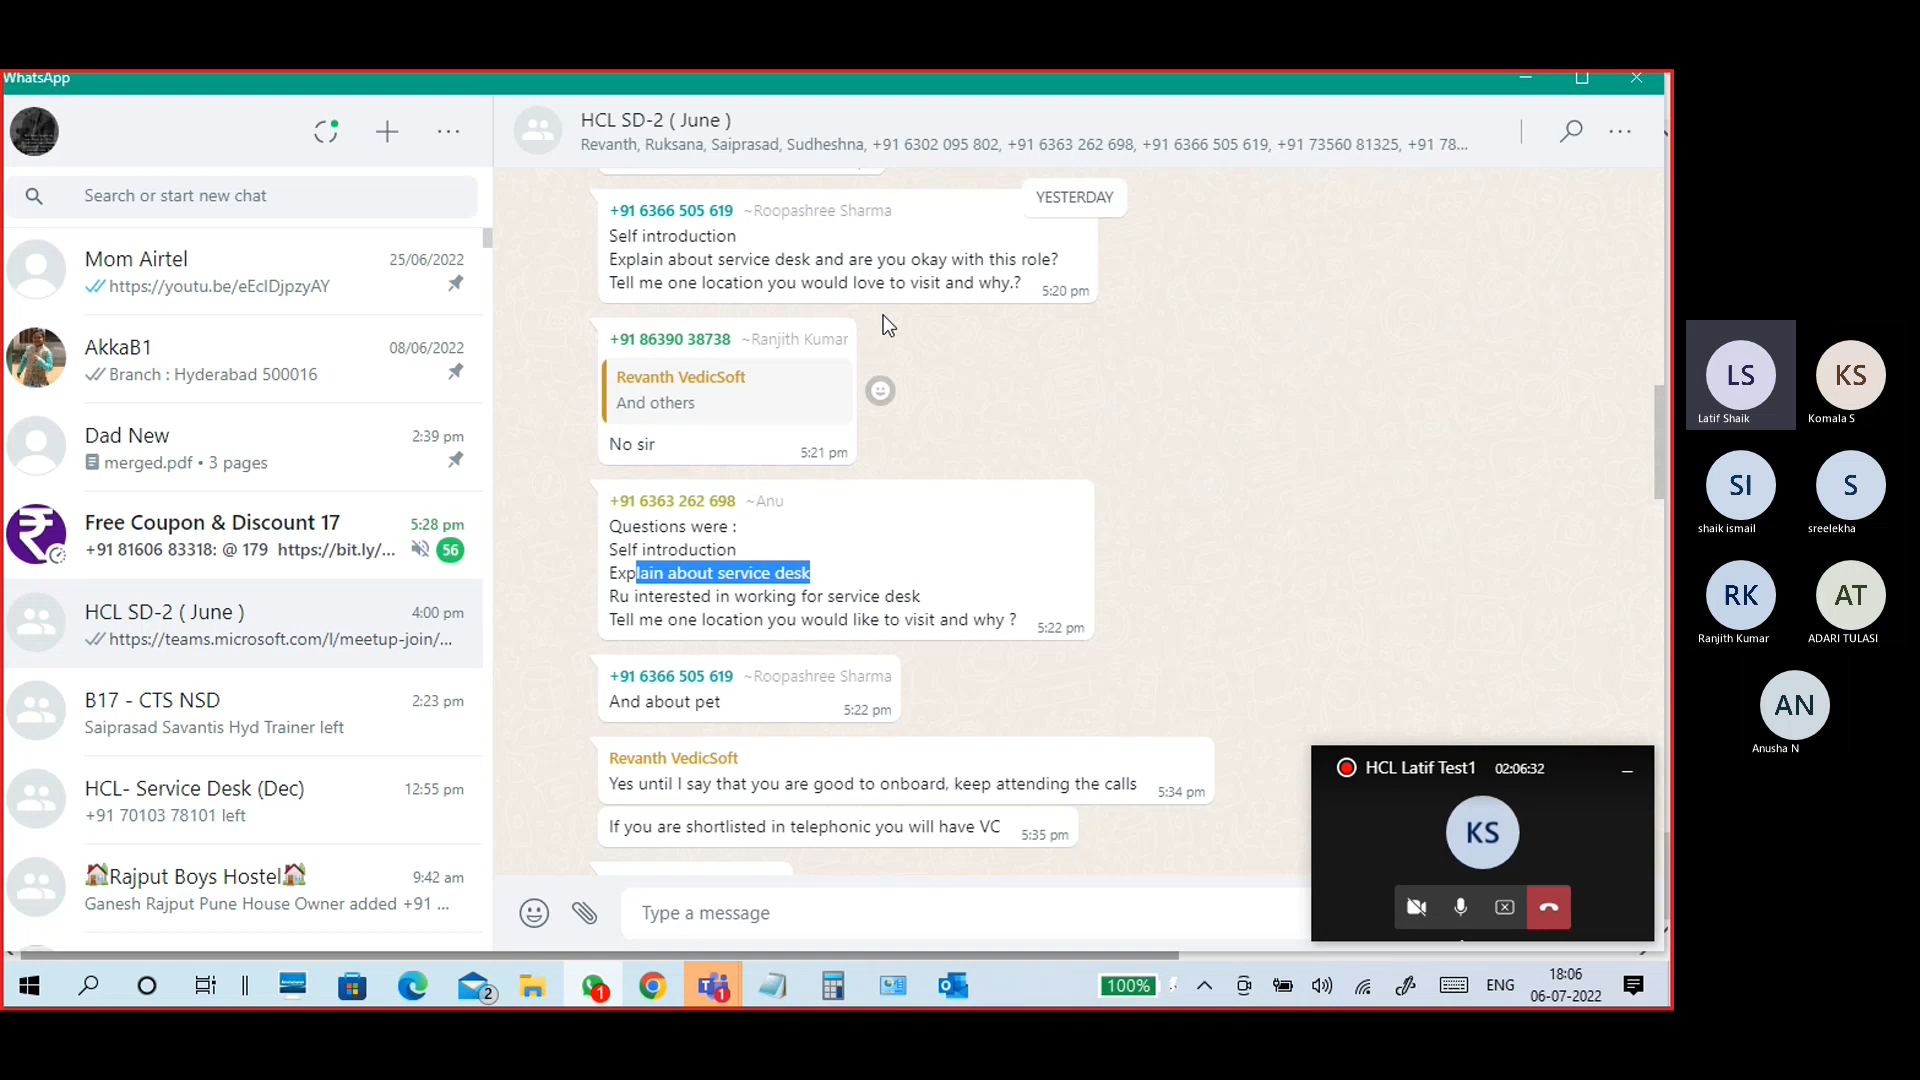 WhatsApp
Search or start new chat
Mom Airtel
25/06/2022
https://youtu.be/eEclDjpzyAY
AkkaB1
08/06/2022
Branch : Hyderabad 500016
Dad New
2:39 pm
merged.pdf • 3 pages
Free Coupon & Discount 17
5:28 pm
+91 81606 83318: @ 179 https://bit.ly/...
56
HCL SD-2 ( June )
4:00 pm
https://teams.microsoft.com/l/meetup-join/...
B17 - CTS NSD
2:23 pm
Saiprasad Savantis Hyd Trainer left
HCL- Service Desk (Dec)
12:55 pm
+91 70103 78101 left
Rajput Boys Hostel
9:42 am
Ganesh Rajput Pune House Owner added +91 ...
HCL SD-2 ( June )
Revanth, Ruksana, Saiprasad, Sudheshna, +91 6302 095 802, +91 6363 262 698, +91 6366 505 619, +91 73560 81325, +91 78...
YESTERDAY
+91 6366 505 619 ~Roopashree Sharma
Self introduction
Explain about service desk and are you okay with this role?
Tell me one location you would love to visit and why.?
5:20 pm
+91 86390 38738 ~Ranjith Kumar
Revanth VedicSoft
And others
No sir
5:21 pm
+91 6363 262 698 ~Anu
Questions were :
Self introduction
Explain about service desk
Ru interested in working for service desk
Tell me one location you would like to visit and why ?
5:22 pm
+91 6366 505 619 ~Roopashree Sharma
And about pet
5:22 pm
Revanth VedicSoft
Yes until I say that you are good to onboard, keep attending the calls
5:34 pm
If you are shortlisted in telephonic you will have VC
5:35 pm
Type a message
HCL Latif Test1 02:06:32
KS
LS
Latif Shaik
KS
Komala S
SI
shaik ismail
S
sreelekha
RK
Ranjith Kumar
AT
ADARI TULASI
AN
Anusha N
2
1
1
100%
ENG
18:06
06-07-2022